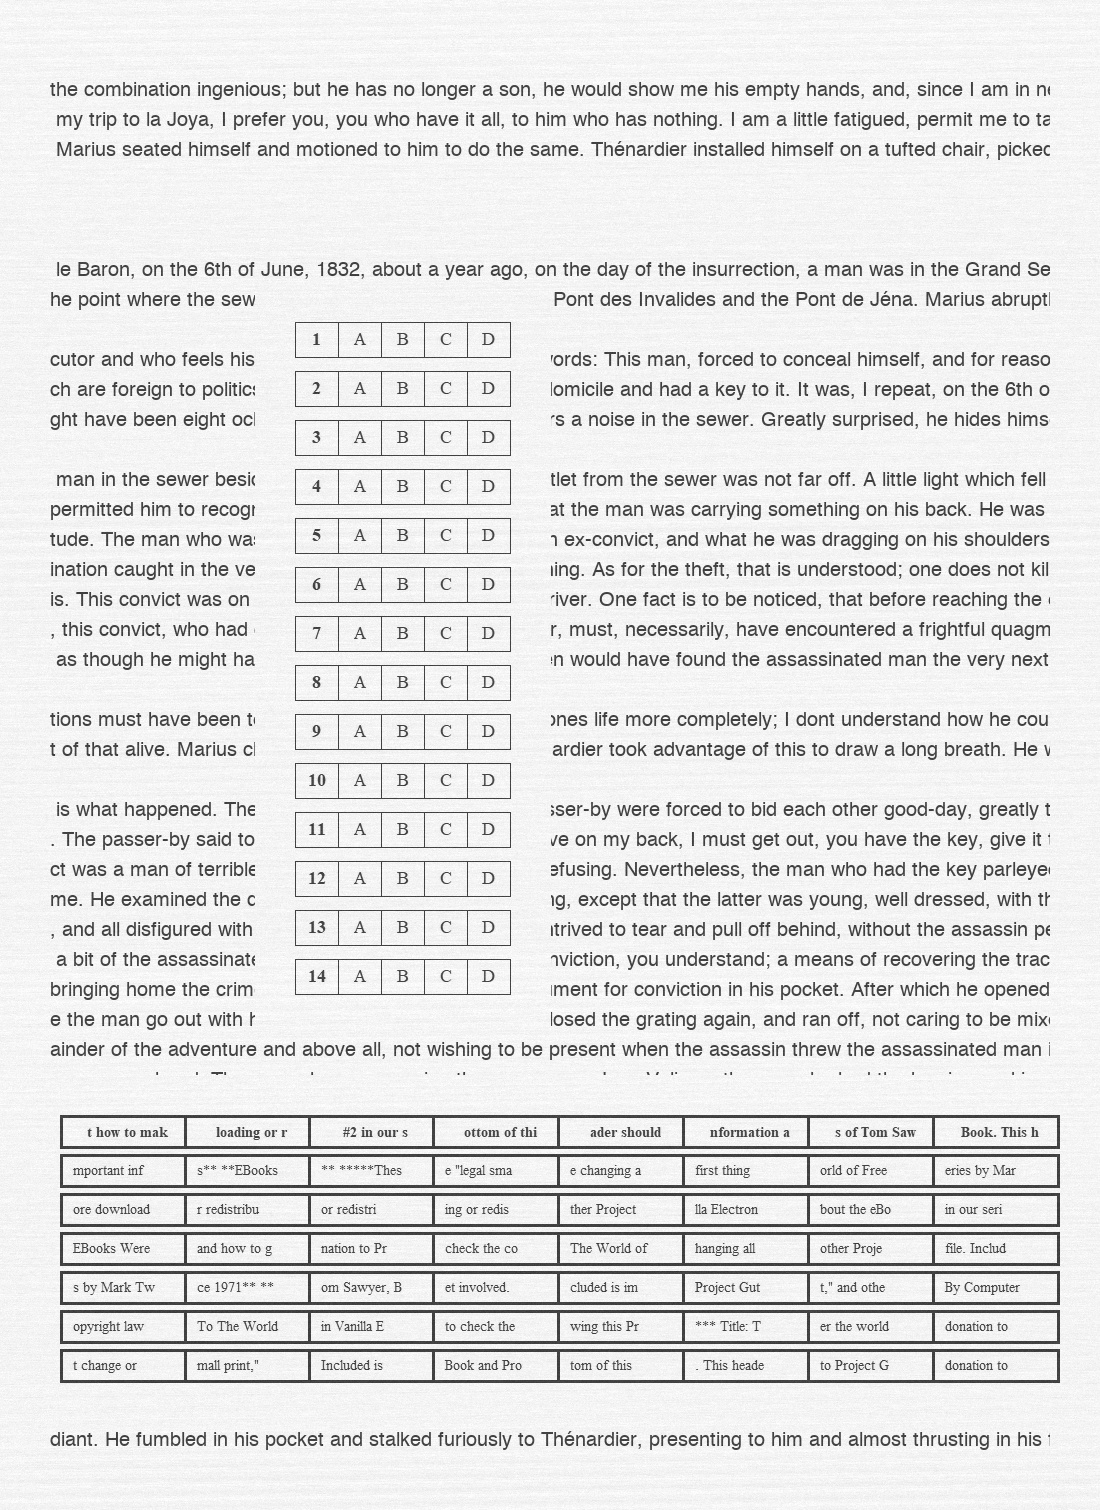 the combination ingenious; but he has no longer a son, he would show me his empty hands, and, since I am in
my trip to la Joya, I prefer you, you who have it all, to him who has nothing. I am a little fatigued, permit me to ta
Marius seated himself and motioned to him to do the same. Thénardier installed himself on a tufted chair, picked
le Baron, on the 6th of June, 1832, about a year ago, on the day of the insurrection, a man was in the Grand Se
he point where the sew Pont des Invalides and the Pont de Jéna. Marius abruptl
cutor and who feels his ords: This man, forced to conceal himself, and for reaso
ch are foreign to politics omicile and had a key to it. It was, I repeat, on the 6th o
ght have been eight ocl s a noise in the sewer. Greatly surprised, he hides hims
man in the sewer besid tlet from the sewer was not far off. A little light which fell
permitted him to recogn at the man was carrying something on his back. He was
tude. The man who was ex-convict, and what he was dragging on his shoulders
ination caught in the ve ing. As for the theft, that is understood; one does not kil
is. This convict was on river. One fact is to be noticed, that before reaching the
, this convict, who had r, must, necessarily, have encountered a frightful quagm
as though he might ha n would have found the assassinated man the very next
tions must have been t ones life more completely; I dont understand how he cou
t of that alive. Marius cl ardier took advantage of this to draw a long breath. He
is what happened. The sser-by were forced to bid each other good-day, greatly t
. The passer-by said to ve on my back, I must get out, you have the key, give it
ct was a man of terrible efusing. Nevertheless, the man who had the key parleyed
me. He examined the ng, except that the latter was young, well dressed, with th
, and all disfigured with trived to tear and pull off behind, without the assassin pe
a bit of the assassinate nviction, you understand; a means of recovering the trac
bringing home the crim ment for conviction in his pocket. After which he opened
e the man go out with losed the grating again, and ran off, not caring to be mix
ainder of the adventure and above all, not wishing to be present when the assassin threw the assassinated man
1 A B C D
2 A B C D
3 A B C D
4 A B C D
5 A B C D
6 A B C D
7 A B C D
8 A B C D
9 A B C D
10 A B C D
11 A B C D
12 A B C D
13 A B C D
14 A B C D
t how to mak loading or r #2 in our s ottom of thi ader should nformation a s of Tom Saw Book. This h
mportant inf s** **EBooks ** *****Thes e "legal sma e changing a first thing orld of Free eries by Mar
ore download r redistribu or redistri ing or redis ther Project lla Electron bout the eBo in our seri
EBooks Were and how to g nation to Pr check the co The World of hanging all other Proje file. Includ
s by Mark Tw ce 1971** ** om Sawyer, B et involved. cluded is im Project Gut t," and othe By Computer
opyright law To The World in Vanilla E to check the wing this Pr *** Title: T er the world donation to
t change or mall print," Included is Book and Pro tom of this . This heade to Project G donation to
diant. He fumbled in his pocket and stalked furiously to Thénardier, presenting to him and almost thrusting in his